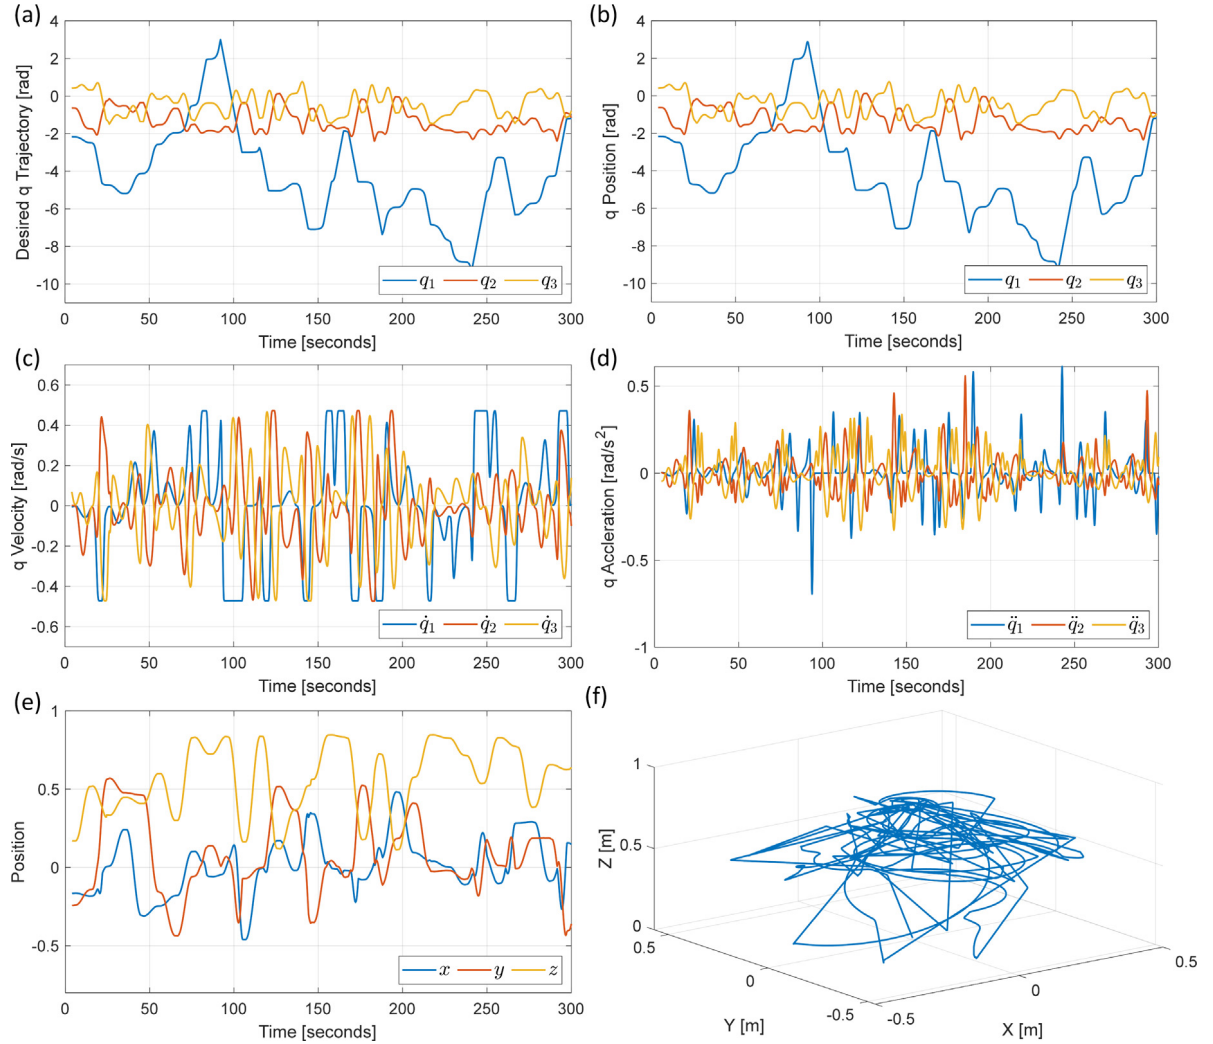 (a)
4
2
0
-2
-4
-6
-8
-10
Desired q Trajectory [rad]
q1 q2 q3
0 50 100 150 200 250 300
Time [seconds]
(b)
4
2
0
-2
-4
-6
-8
-10
q Position [rad]
q1 q2 q3
0 50 100 150 200 250 300
Time [seconds]
(c)
0.6
0.4
0.2
0
-0.2
-0.4
-0.6
q Velocity [rad/s]
q̇1 q̇2 q̇3
0 50 100 150 200 250 300
Time [seconds]
(d)
0.5
0
-0.5
-1
q Accleration [rad/s²]
q̈1 q̈2 q̈3
0 50 100 150 200 250 300
Time [seconds]
(e)
1
0.5
0
-0.5
Position
x y z
0 50 100 150 200 250 300
Time [seconds]
(f)
1
0.5
0
Z [m]
0.5
0
-0.5
Y [m]
-0.5
0
0.5
X [m]